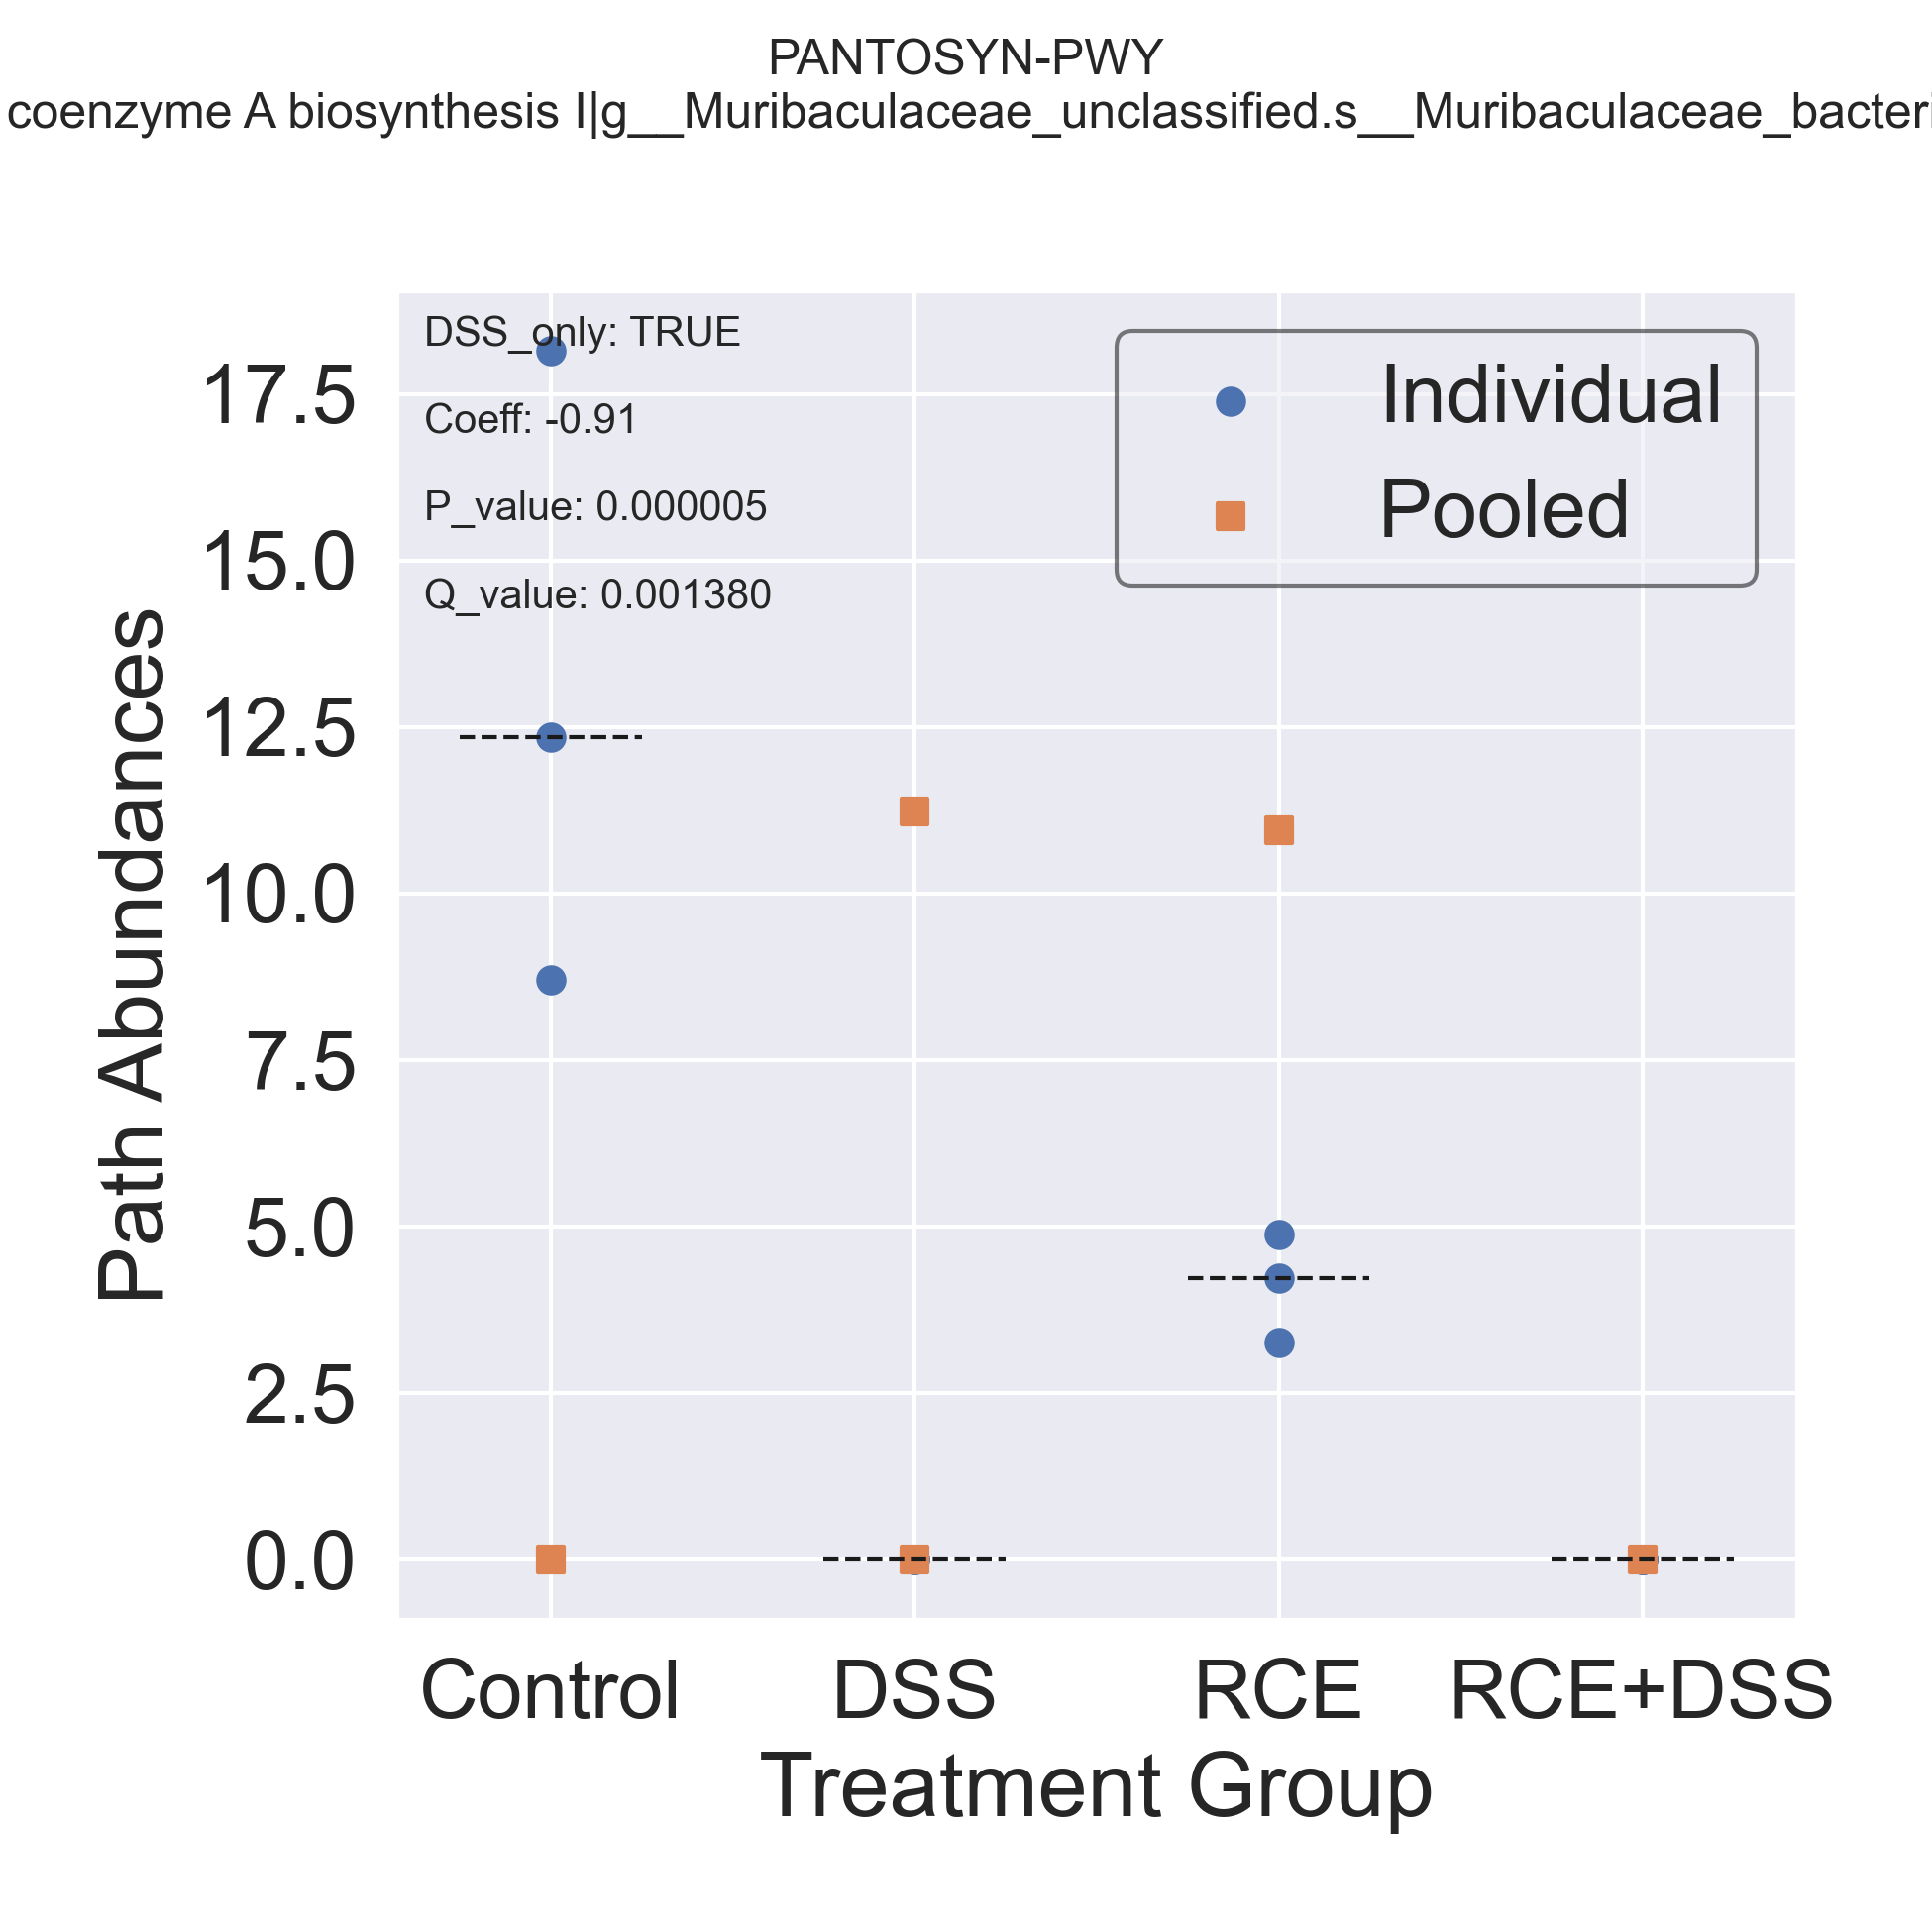 PANTOSYN-PWY
coenzyme A biosynthesis I|g__Muribaculaceae_unclassified.s__Muribaculaceae_bacteri
DSS_only: TRUE
Coeff: -0.91
P_value: 0.000005
Q_value: 0.001380
Individual
Pooled
17.5
15.0
12.5
10.0
7.5
5.0
2.5
0.0
Path Abundances
Control DSS RCE RCE+DSS
Treatment Group